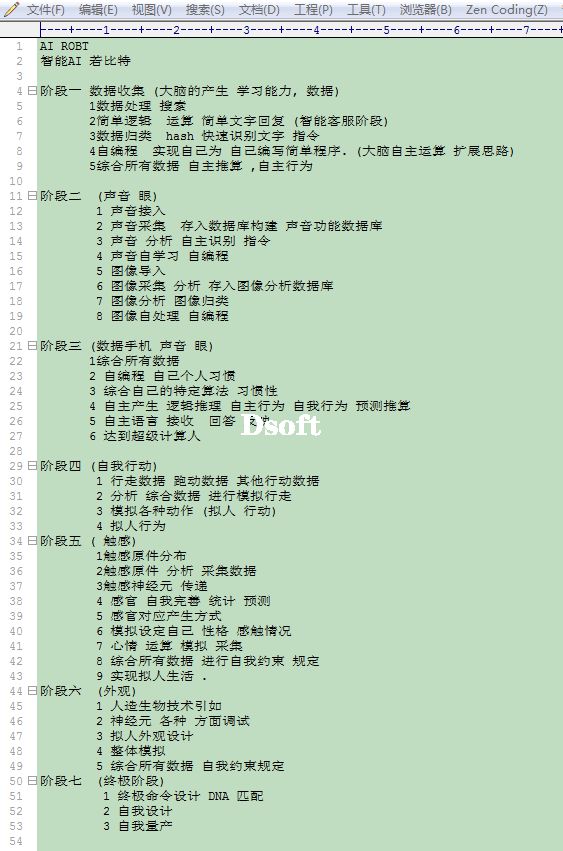 文件(F) 编辑(E) 视图(V) 搜索(S) 文档(D) 工程(P) 工具(T) 浏览器(B) Zen Coding(Z)
----+----1----+----2----+----3----+----4----+----5----+----6----+----7----+
1 AI ROBT
2 智能AI 若比特
3
4 阶段一 数据收集 (大脑的产生 学习能力, 数据)
5 1数据处理 搜索
6 2简单逻辑 运算 简单文字回复 (智能客服阶段)
7 3数据归类 hash 快速识别文字 指令
8 4自编程 实现自己为 自己编写简单程序. (大脑自主运算 扩展思路)
9 5综合所有数据 自主推算 ,自主行为
10
11 阶段二 (声音 眼)
12 1 声音接入
13 2 声音采集 存入数据库构建 声音功能数据库
14 3 声音 分析 自主识别 指令
15 4 声音自学习 自编程
16 5 图像导入
17 6 图像采集 分析 存入图像分析数据库
18 7 图像分析 图像归类
19 8 图像自处理 自编程
20
21 阶段三 (数据手机 声音 眼)
22 1综合所有数据
23 2 自编程 自己个人习惯
24 3 综合自己的特定算法 习惯性
25 4 自主产生 逻辑推理 自主行为 自我行为 预测推算
26 5 自主语言 接收 回答
27 6 达到超级计算人
28
29 阶段四 (自我行动)
30 1 行走数据 跑动数据 其他行动数据
31 2 分析 综合数据 进行模拟行走
32 3 模拟各种动作 (拟人 行动)
33 4 拟人行为
34 阶段五 ( 触感)
35 1触感原件分布
36 2触感原件 分析 采集数据
37 3触感神经元 传递
38 4 感官 自我完善 统计 预测
39 5 感官对应产生方式
40 6 模拟设定自己 性格 感触情况
41 7 心情 运算 模拟 采集
42 8 综合所有数据 进行自我约束 规定
43 9 实现拟人生活 .
44 阶段六 (外观)
46 1 人造生物技术引如
46 2 神经元 各种 方面调试
47 3 拟人外观设计
48 4 整体模拟
49 5 综合所有数据 自我约束规定
50 阶段七 (终极阶段)
51 1 终极命令设计 DNA 匹配
52 2 自我设计
53 3 自我量产
54
Dsoft